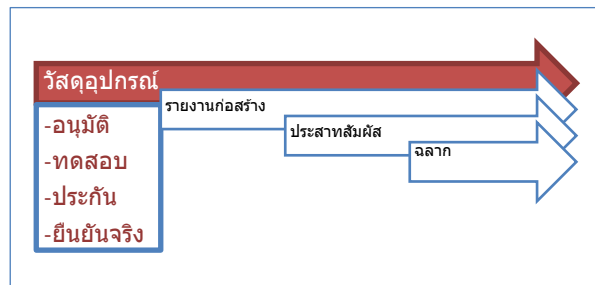 วัสดุอุปกรณ์
รายงานก่อสร้าง
ประสาทสัมผัส
ฉลาก
-อนุมัติ
-ทดสอบ
-ประกัน
-ยืนยันจริง